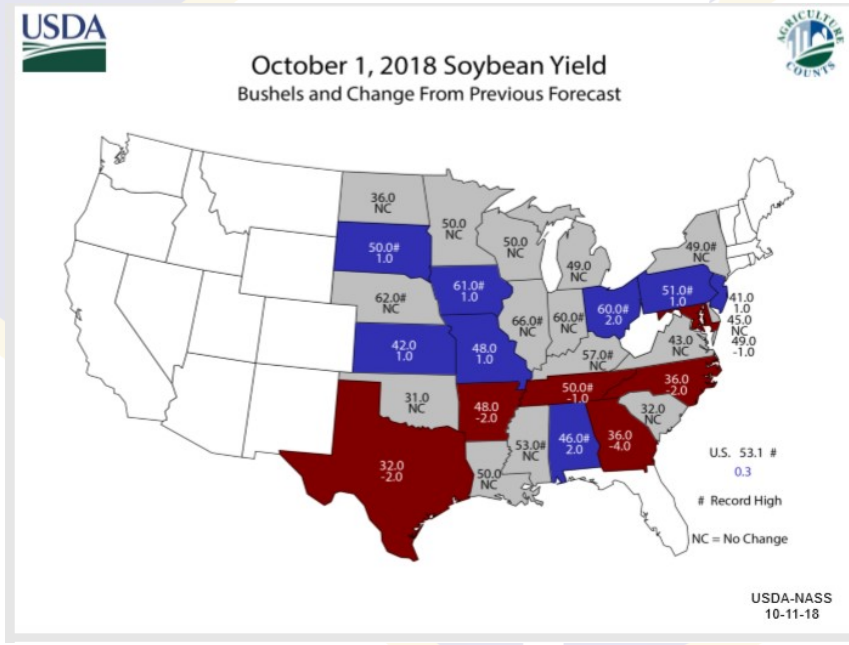 USDA
AGRICULTURE
COUNTS
October 1, 2018 Soybean Yield
Bushels and Change From Previous Forecast
36.0
NC
50.0
NC
50.0
NC
49.0
NC
49.0#
NC
50.0#
1.0
61.0#
1.0
62.0#
NC
66.0#
NC
60.0#
NC
60.0#
2.0
51.0#
1.0
41.0
1.0
45.0
NC
49.0
-1.0
42.0
1.0
48.0
1.0
57.0#
NC
43.0
NC
31.0
NC
48.0
-2.0
50.0#
-1.0
36.0
-2.0
32.0
NC
32.0
-2.0
50.0
NC
53.0#
NC
46.0#
2.0
36.0
-4.0
U.S. 53.1 #
0.3
# Record High
NC = No Change
USDA-NASS
10-11-18